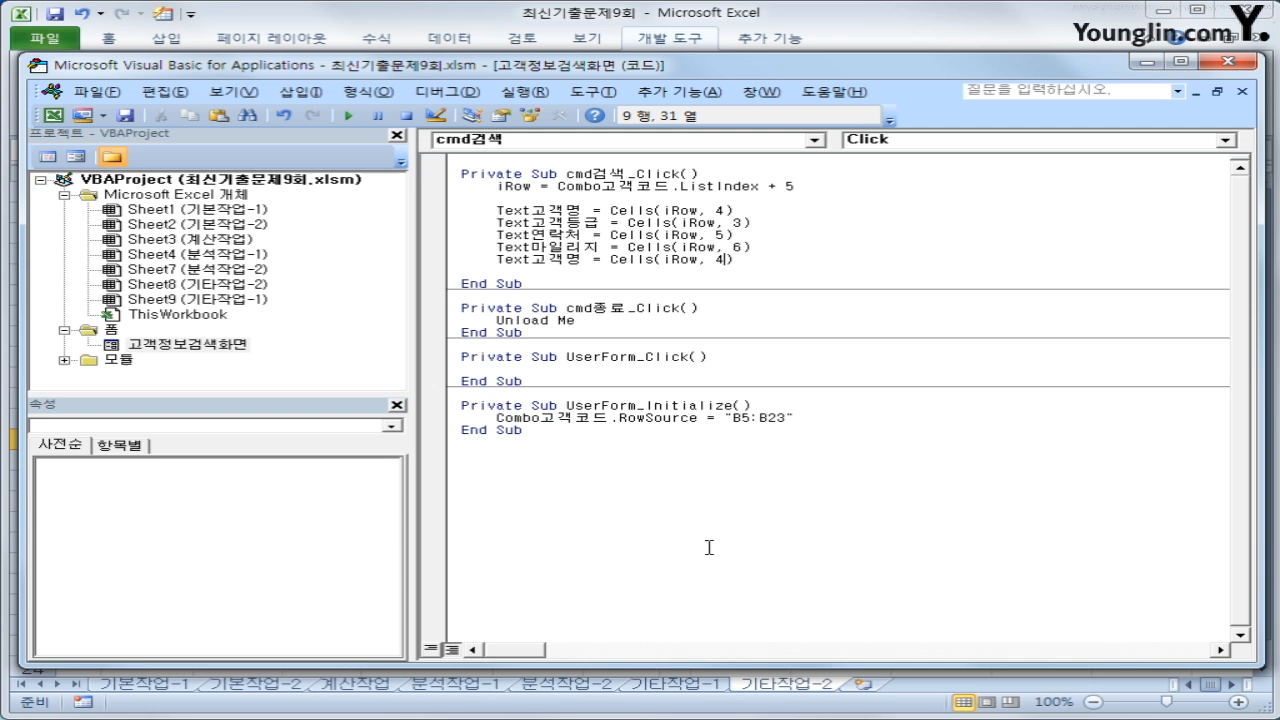 최신기출문제9회 - Microsoft Excel
Younglin.com Y.
파일 홈 삽입 페이지 레이아웃 수식 데이터 검토 보기 개발 도구 추가 기능
Microsoft Visual Basic for Applications - 최신기출문제9회.xlsm - [고객정보검색화면 (코드)]
파일(F) 편집(E) 보기(V) 삽입(I) 형식(O) 디버그(D) 실행(R) 도구(T) 추가 기능(A) 창(W) 도움말(H) 질문을 입력하십시오.
9 행, 31 열
프로젝트 - VBAProject
cmd검색 Click
VBAProject (최신기출문제9회.xlsm)
Microsoft Excel 개체
Sheet1 (기본작업-1)
Sheet2 (기본작업-2)
Sheet3 (계산작업)
Sheet4 (분석작업-1)
Sheet7 (분석작업-2)
Sheet8 (기타작업-2)
Sheet9 (기타작업-1)
ThisWorkbook
폼
고객정보검색화면
모듈
속성
사전순 항목별
Private Sub cmd검색_Click()
iRow = Combo고객코드.ListIndex + 5
Text고객명 = Cells(iRow, 4)
Text고객등급 = Cells(iRow, 3)
Text연락처 = Cells(iRow, 5)
Text마일리지 = Cells(iRow, 6)
Text고객명 = Cells(iRow, 4)
End Sub
Private Sub cmd종료_Click()
Unload Me
End Sub
Private Sub UserForm_Click()
End Sub
Private Sub UserForm_Initialize()
Combo고객코드.RowSource = "B5:B23"
End Sub
24
기본작업-1 기본작업-2 계산작업 분석작업-1 분석작업-2 기타작업-1 기타작업-2
준비 100%